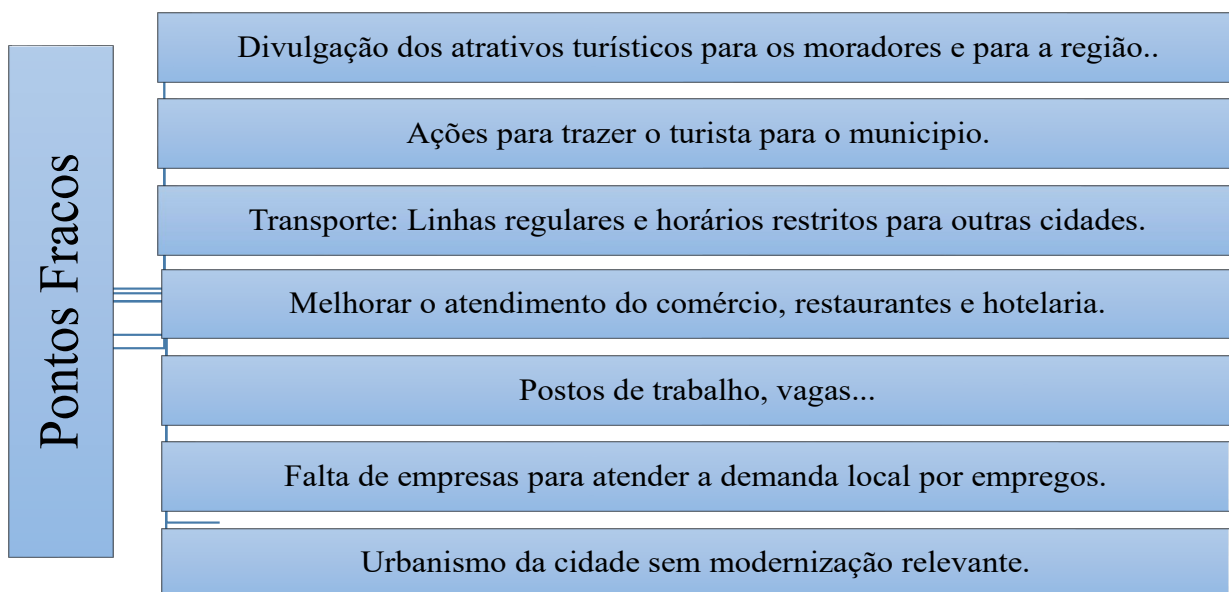 Pontos Fracos
Divulgação dos atrativos turísticos para os moradores e para a região..
Ações para trazer o turista para o municipio.
Transporte: Linhas regulares e horários restritos para outras cidades.
Melhorar o atendimento do comércio, restaurantes e hotelaria.
Postos de trabalho, vagas...
Falta de empresas para atender a demanda local por empregos.
Urbanismo da cidade sem modernização relevante.